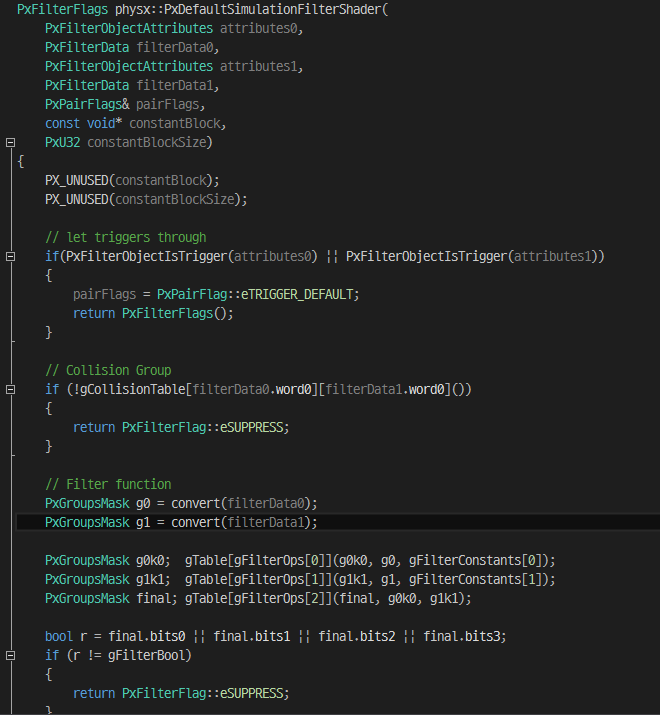 PxFilterFlags physx::PxDefaultSimulationFilterShader(
    PxFilterObjectAttributes attributes0,
    PxFilterData filterData0,
    PxFilterObjectAttributes attributes1,
    PxFilterData filterData1,
    PxPairFlags& pairFlags,
    const void* constantBlock,
    PxU32 constantBlockSize)
{
    PX_UNUSED(constantBlock);
    PX_UNUSED(constantBlockSize);

    // let triggers through
    if(PxFilterObjectIsTrigger(attributes0) || PxFilterObjectIsTrigger(attributes1))
    {
        pairFlags = PxPairFlag::eTRIGGER_DEFAULT;
        return PxFilterFlags();
    }

    // Collision Group
    if (!gCollisionTable[filterData0.word0][filterData1.word0]())
    {
        return PxFilterFlag::eSUPPRESS;
    }

    // Filter function
    PxGroupsMask g0 = convert(filterData0);
    PxGroupsMask g1 = convert(filterData1);

    PxGroupsMask g0k0;  gTable[gFilterOps[0]](g0k0, g0, gFilterConstants[0]);
    PxGroupsMask g1k1;  gTable[gFilterOps[1]](g1k1, g1, gFilterConstants[1]);
    PxGroupsMask final; gTable[gFilterOps[2]](final, g0k0, g1k1);

    bool r = final.bits0 || final.bits1 || final.bits2 || final.bits3;
    if (r != gFilterBool)
    {
        return PxFilterFlag::eSUPPRESS;
    }